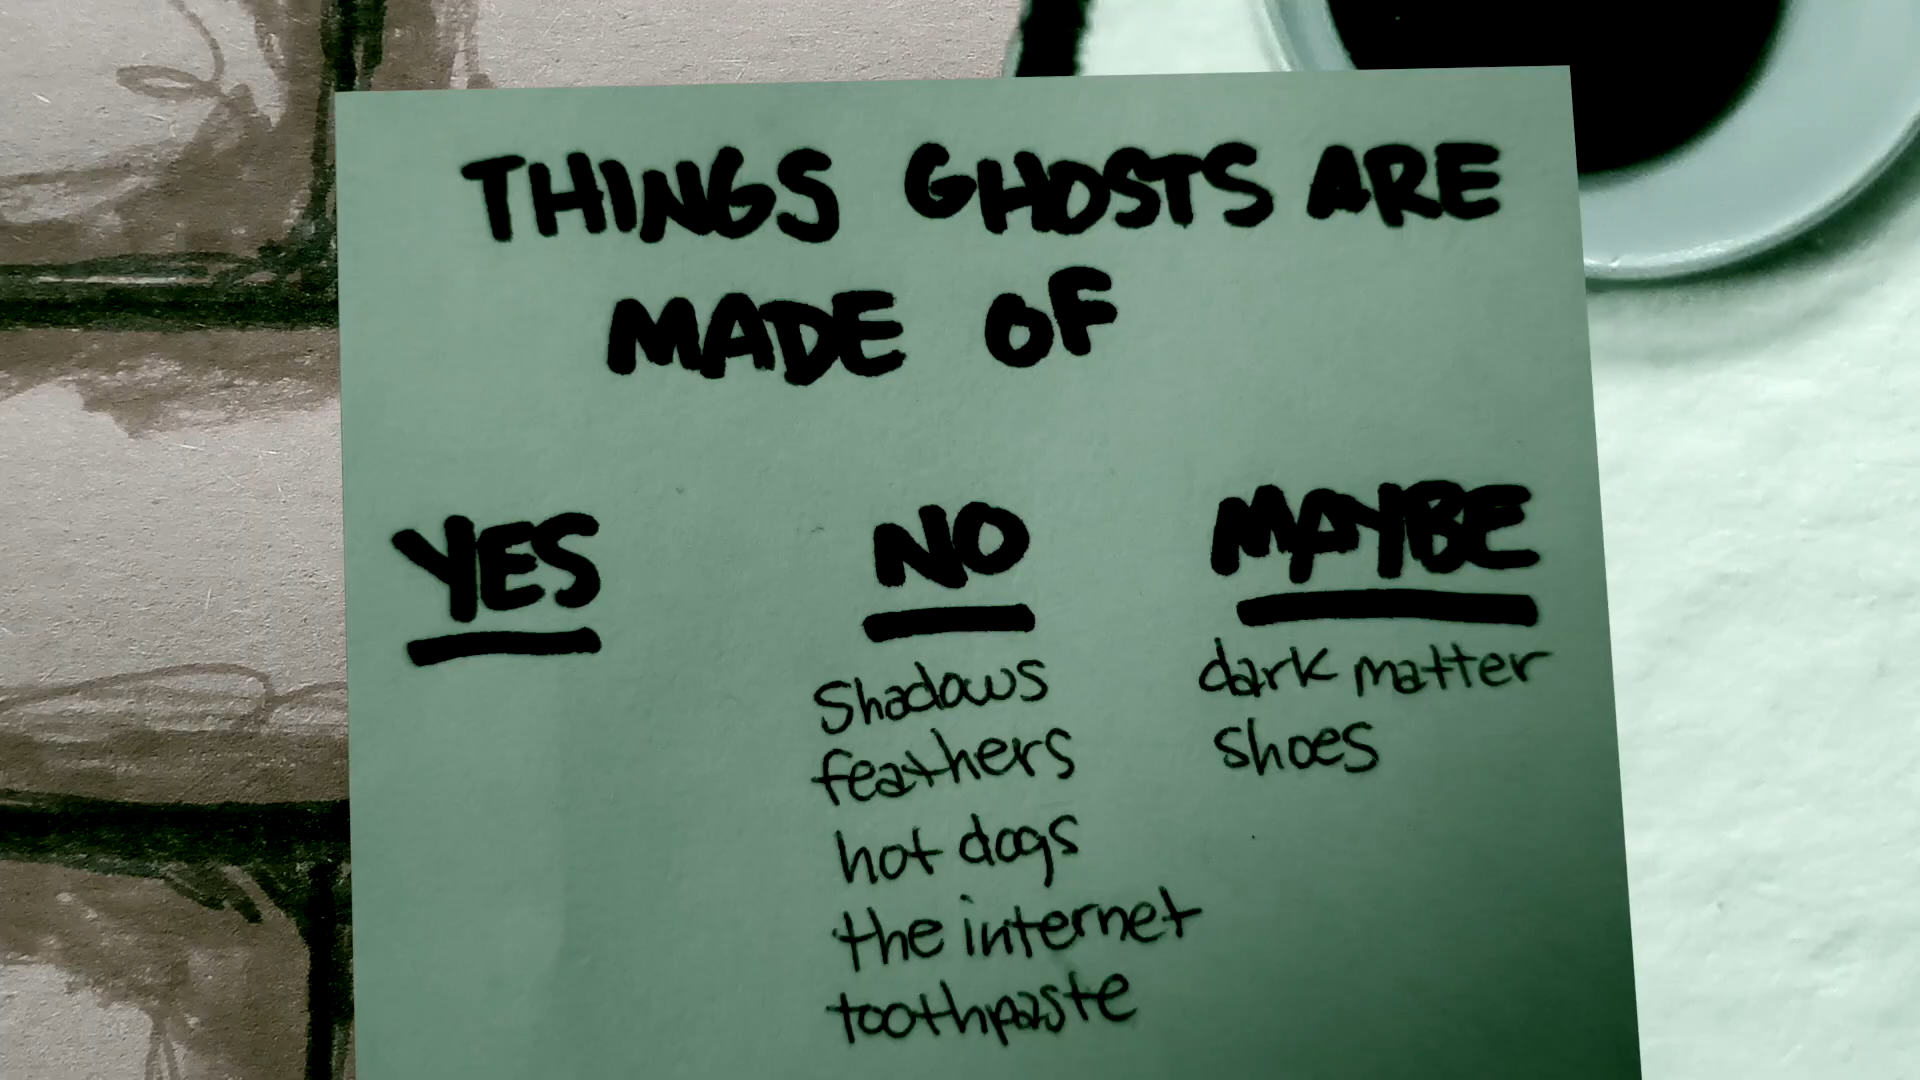 THINGS GHOSTS ARE
MADE OF
YES NO MAYBE
Shadows dark matter
feathers shoes
hot dogs
the internet
toothpaste